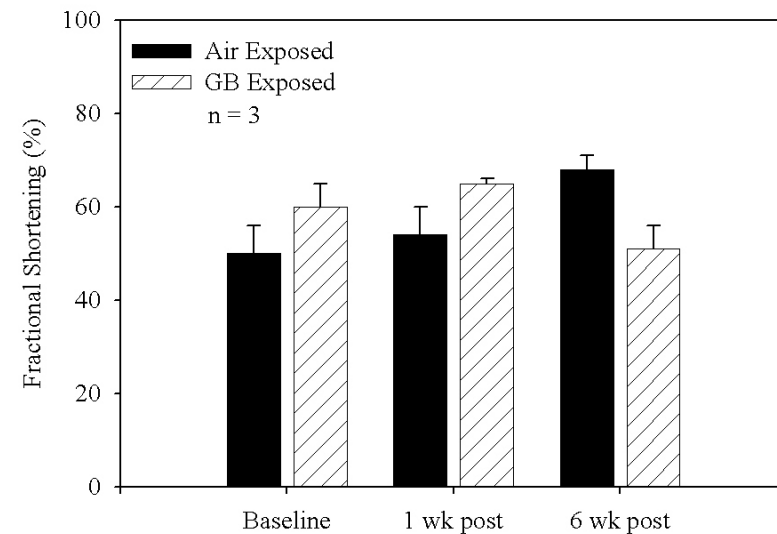 100
80
60
40
20
0
Fractional Shortening (%)
Air Exposed
GB Exposed
n = 3
Baseline 1 wk post 6 wk post